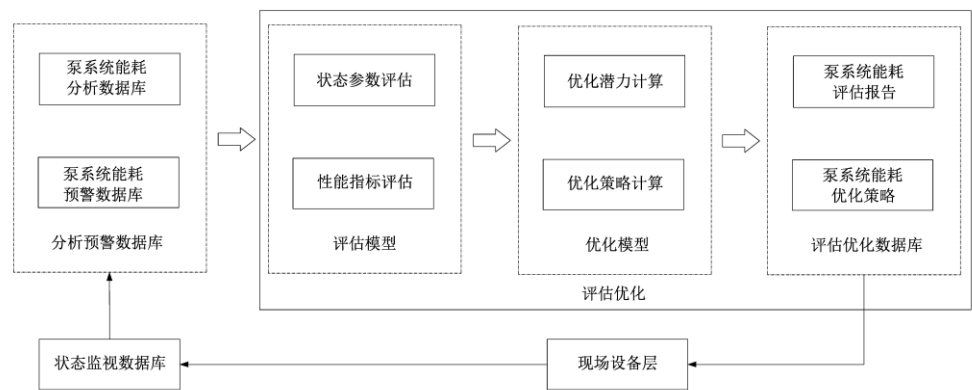 泵系统能耗
分析数据库
泵系统能耗
预警数据库
分析预警数据库
状态参数评估
性能指标评估
评估模型
优化潜力计算
优化策略计算
优化模型
泵系统能耗
评估报告
泵系统能耗
优化策略
评估优化数据库
评估优化
状态监视数据库
现场设备层